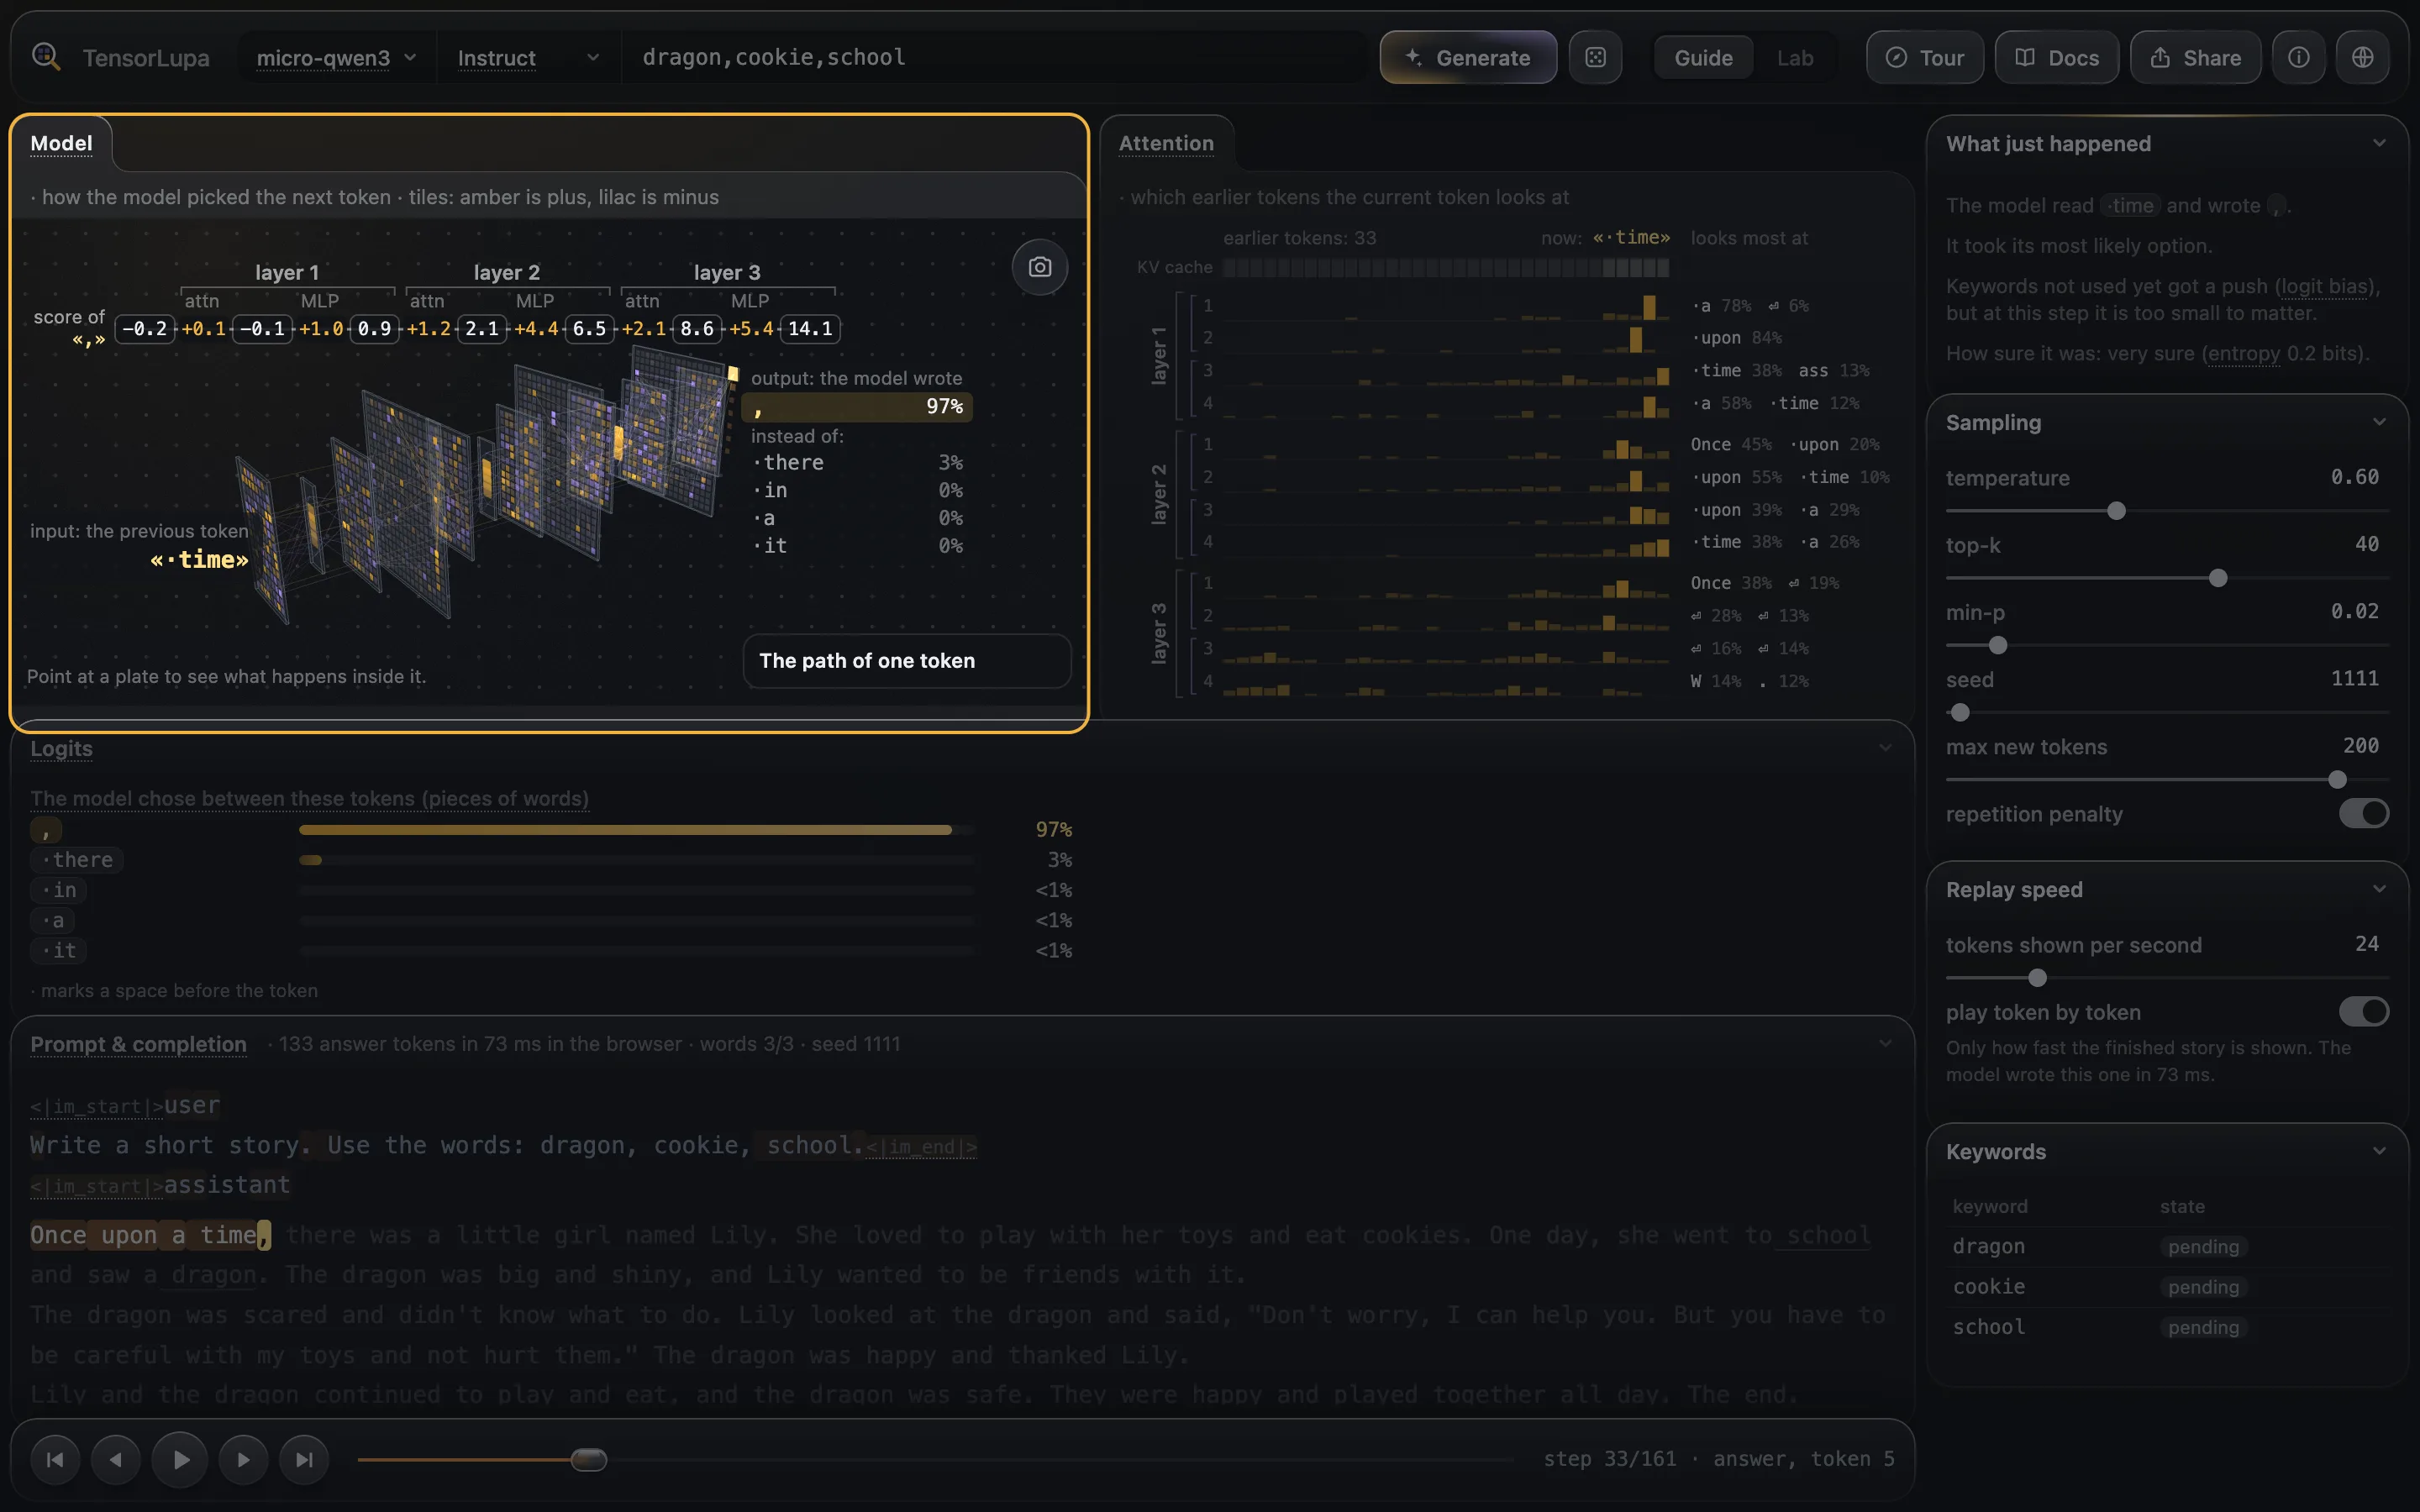 TensorLupa
micro-qwen3
Instruct
dragon,cookie,school
Generate
Guide
Lab
Tour
Docs
Share
Model
· how the model picked the next token · tiles: amber is plus, lilac is minus
layer 1 layer 2 layer 3
attn MLP attn MLP attn MLP
score of
«,»
−0.2 +0.1 −0.1 +1.0 0.9 +1.2 2.1 +4.4 6.5 +2.1 8.6 +5.4 14.1
output: the model wrote
, 97%
instead of:
·there 3%
·in 0%
·a 0%
·it 0%
input: the previous token
«·time»
The path of one token
Point at a plate to see what happens inside it.
Attention
· which earlier tokens the current token looks at
earlier tokens: 33 now: «·time» looks most at
KV cache
layer 1
1 ·a 78% ⏎ 6%
2 ·upon 84%
3 ·time 38% ass 13%
4 ·a 58% ·time 12%
layer 2
1 Once 45% ·upon 20%
2 ·upon 55% ·time 10%
3 ·upon 39% ·a 29%
4 ·time 38% ·a 26%
layer 3
1 Once 38% ⏎ 19%
2 ⏎ 28% ⏎ 13%
3 ⏎ 16% ⏎ 14%
4 W 14% . 12%
Logits
The model chose between these tokens (pieces of words)
, 97%
·there 3%
·in <1%
·a <1%
·it <1%
· marks a space before the token
Prompt & completion · 133 answer tokens in 73 ms in the browser · words 3/3 · seed 1111
<|im_start|>user
Write a short story. Use the words: dragon, cookie, school.<|im_end|>
<|im_start|>assistant
Once upon a time, there was a little girl named Lily. She loved to play with her toys and eat cookies. One day, she went to school
and saw a dragon. The dragon was big and shiny, and Lily wanted to be friends with it.
The dragon was scared and didn't know what to do. Lily looked at the dragon and said, "Don't worry, I can help you. But you have to
be careful with my toys and not hurt them." The dragon was happy and thanked Lily.
Lily and the dragon continued to play and eat, and the dragon was safe. They were happy and played together all day. The end.
step 33/161 · answer, token 5
What just happened
The model read ·time and wrote , .
It took its most likely option.
Keywords not used yet got a push (logit bias),
but at this step it is too small to matter.
How sure it was: very sure (entropy 0.2 bits).
Sampling
temperature 0.60
top-k 40
min-p 0.02
seed 1111
max new tokens 200
repetition penalty
Replay speed
tokens shown per second 24
play token by token
Only how fast the finished story is shown. The
model wrote this one in 73 ms.
Keywords
keyword state
dragon pending
cookie pending
school pending